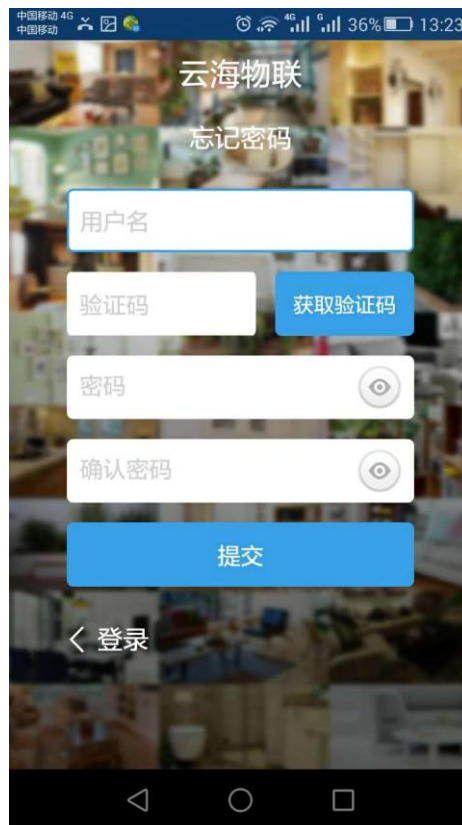 中国移动 4G
中国移动
4G G 36% 13:23
云海物联
忘记密码
用户名
验证码 获取验证码
密码
确认密码
提交
登录